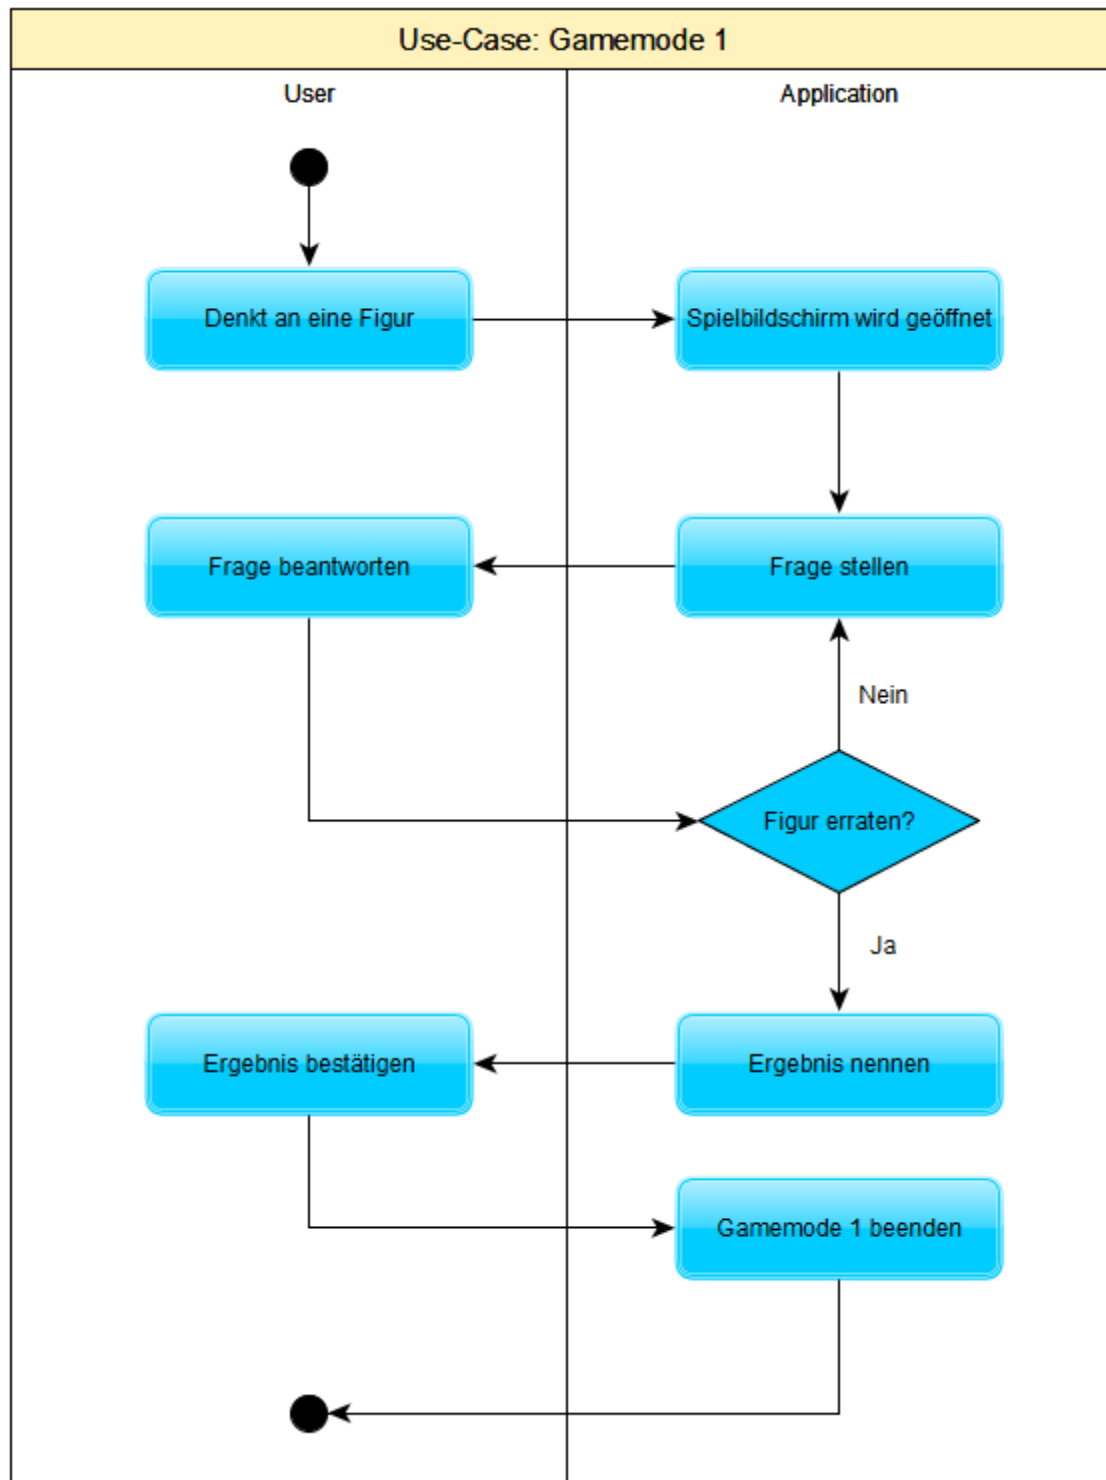 Use-Case: Gamemode 1
User
Application
Denkt an eine Figur
Spielbildschirm wird geöffnet
Frage beantworten
Frage stellen
Nein
Figur erraten?
Ja
Ergebnis bestätigen
Ergebnis nennen
Gamemode 1 beenden